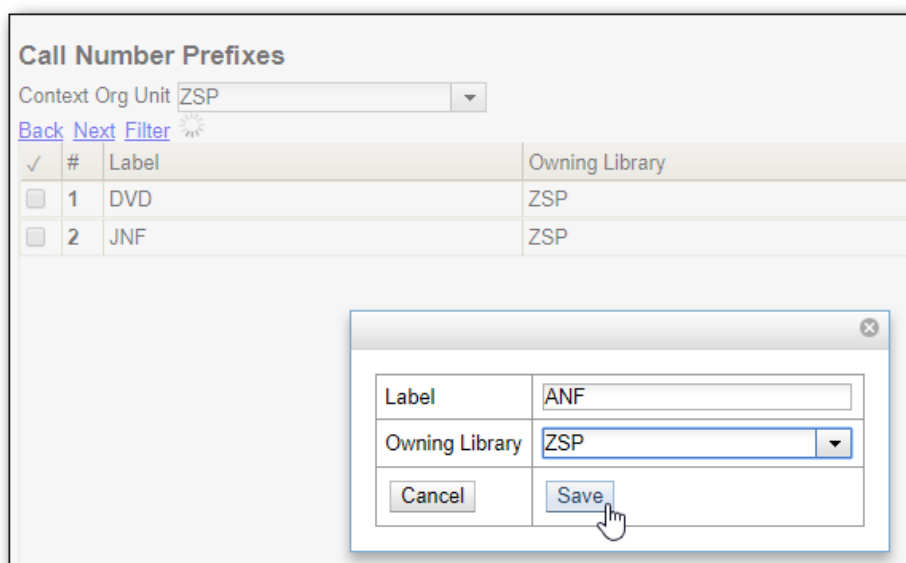 Call Number Prefixes
Context Org Unit ZSP
Back Next Filter
✓ # Label Owning Library
1 DVD ZSP
2 JNF ZSP
Label ANF
Owning Library ZSP
Cancel Save